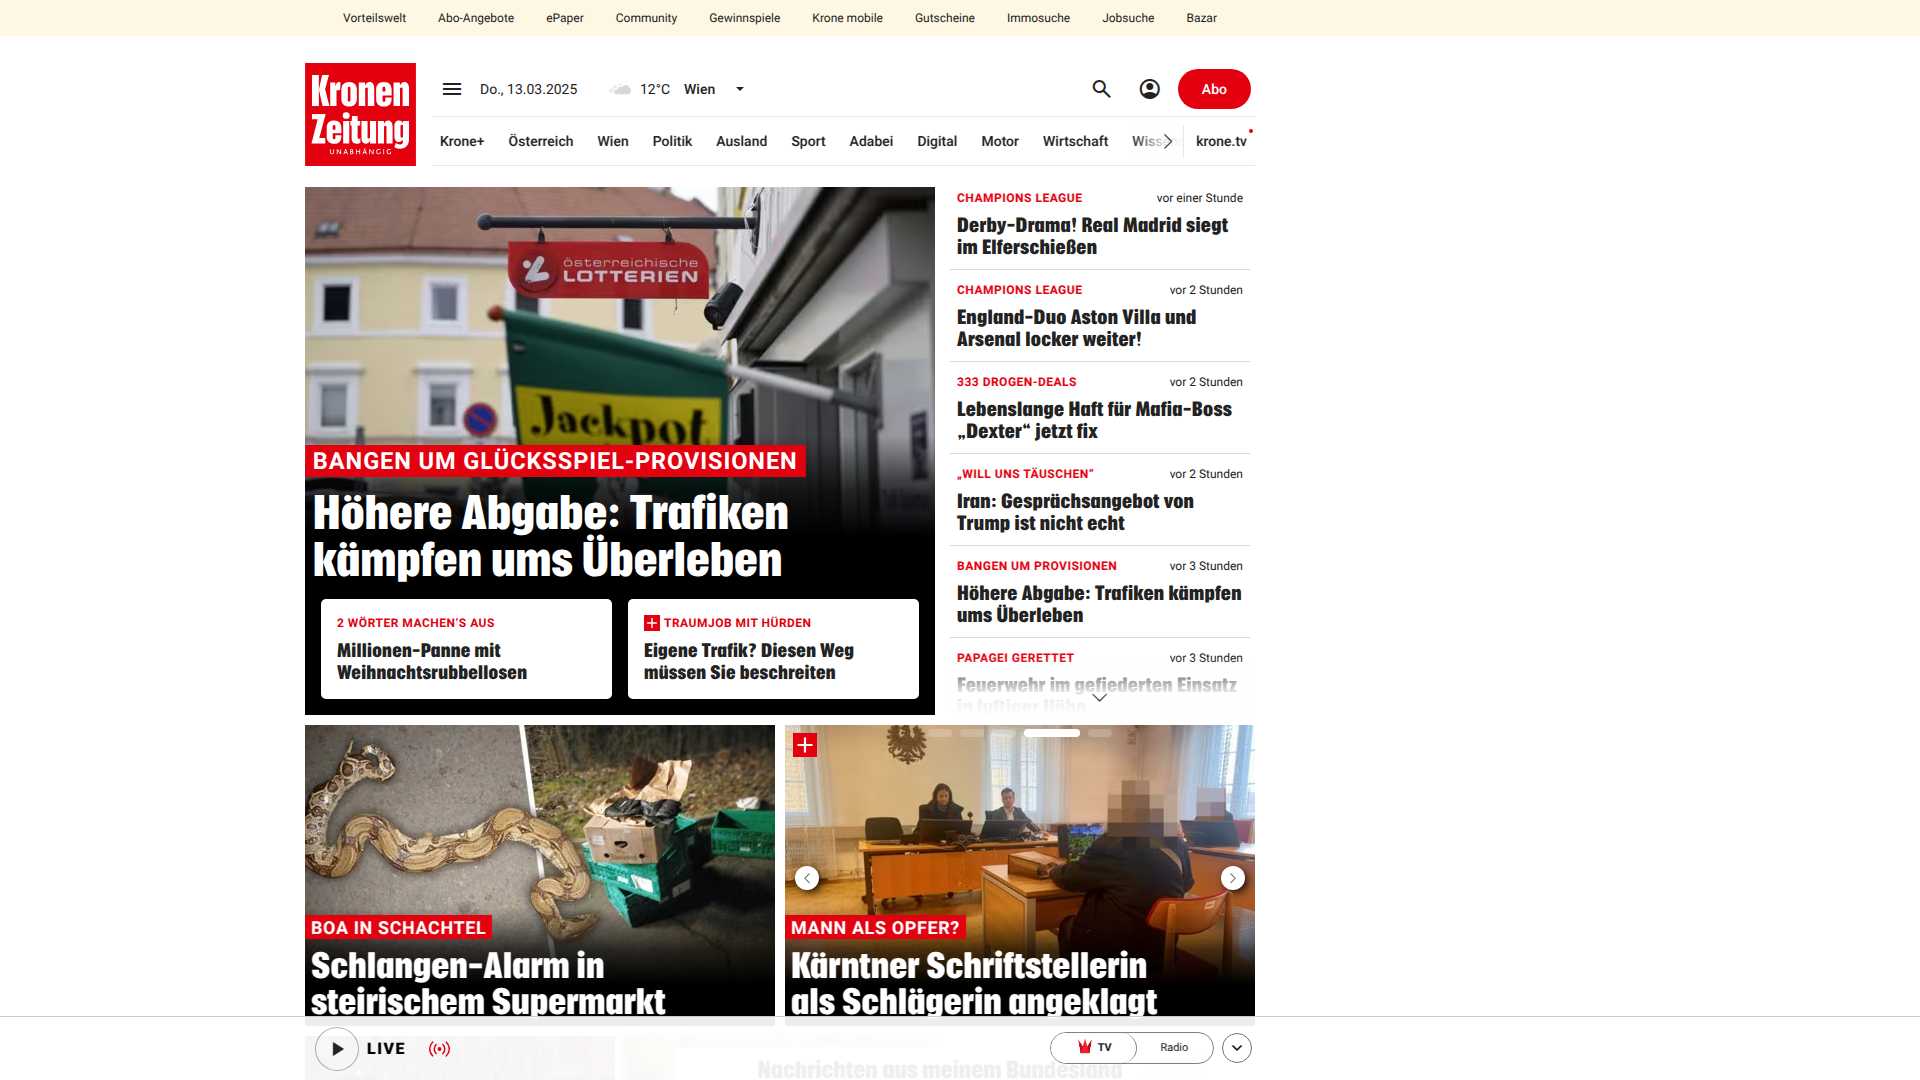 Vorteilswelt Abo-Angebote ePaper Community Gewinnspiele Krone mobile Gutscheine Immosuche Jobsuche Bazar
Kronen
Zeitung
UNABHÄNGIG
Do., 13.03.2025 12°C Wien
Abo
Krone+ Österreich Wien Politik Ausland Sport Adabei Digital Motor Wirtschaft krone.tv
österreichische
LOTTERIEN
Jackpot
BANGEN UM GLÜCKSSPIEL-PROVISIONEN
Höhere Abgabe: Trafiken
kämpfen ums Überleben
2 WÖRTER MACHEN'S AUS
Millionen-Panne mit
Weihnachtsrubbellosen
TRAUMJOB MIT HÜRDEN
Eigene Trafik? Diesen Weg
müssen Sie beschreiten
CHAMPIONS LEAGUE vor einer Stunde
Derby-Drama! Real Madrid siegt
im Elferschießen
CHAMPIONS LEAGUE vor 2 Stunden
England-Duo Aston Villa und
Arsenal locker weiter!
333 DROGEN-DEALS vor 2 Stunden
Lebenslange Haft für Mafia-Boss
„Dexter“ jetzt fix
„WILL UNS TÄUSCHEN“ vor 2 Stunden
Iran: Gesprächsangebot von
Trump ist nicht echt
BANGEN UM PROVISIONEN vor 3 Stunden
Höhere Abgabe: Trafiken kämpfen
ums Überleben
PAPAGEI GERETTET vor 3 Stunden
Feuerwehr im gefiederten Einsatz
in luftiger Höhe
BOA IN SCHACHTEL
Schlangen-Alarm in
steirischem Supermarkt
MANN ALS OPFER?
Kärntner Schriftstellerin
als Schlägerin angeklagt
LIVE
TV Radio
Nachrichten aus meinem Bundesland